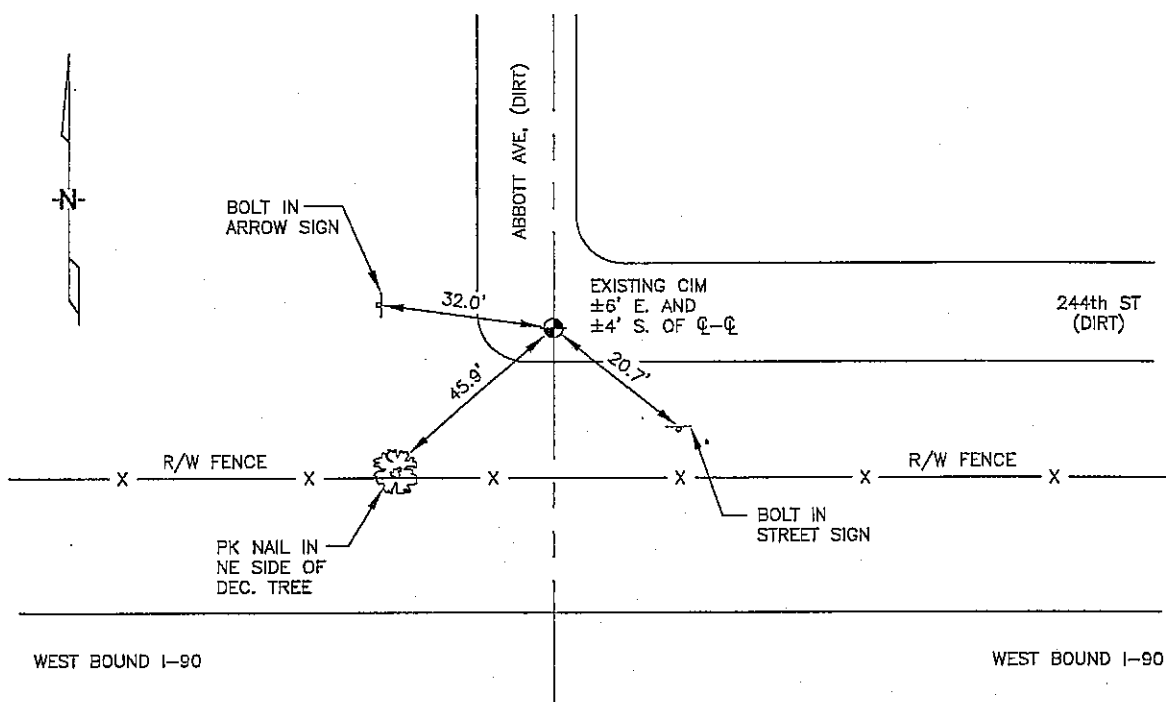 ABBOTT AVE, (DIRT)
N
BOLT IN
ARROW SIGN
32.0'
EXISTING CIM
±6' E. AND
±4' S. OF ℄-℄
244th ST
(DIRT)
45.9'
20.7'
R/W FENCE
R/W FENCE
X
X
X
X
X
X
BOLT IN
STREET SIGN
PK NAIL IN
NE SIDE OF
DEC. TREE
WEST BOUND I-90
WEST BOUND I-90